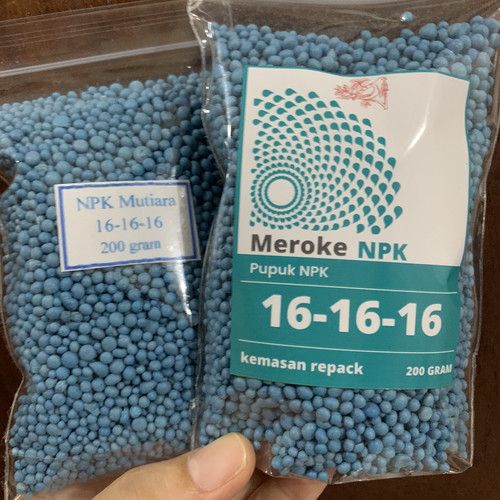 NPK Mutiara
16-16-16
200 gram
Meroke NPK
Pupuk NPK
16-16-16
kemasan repack
200 GRAM